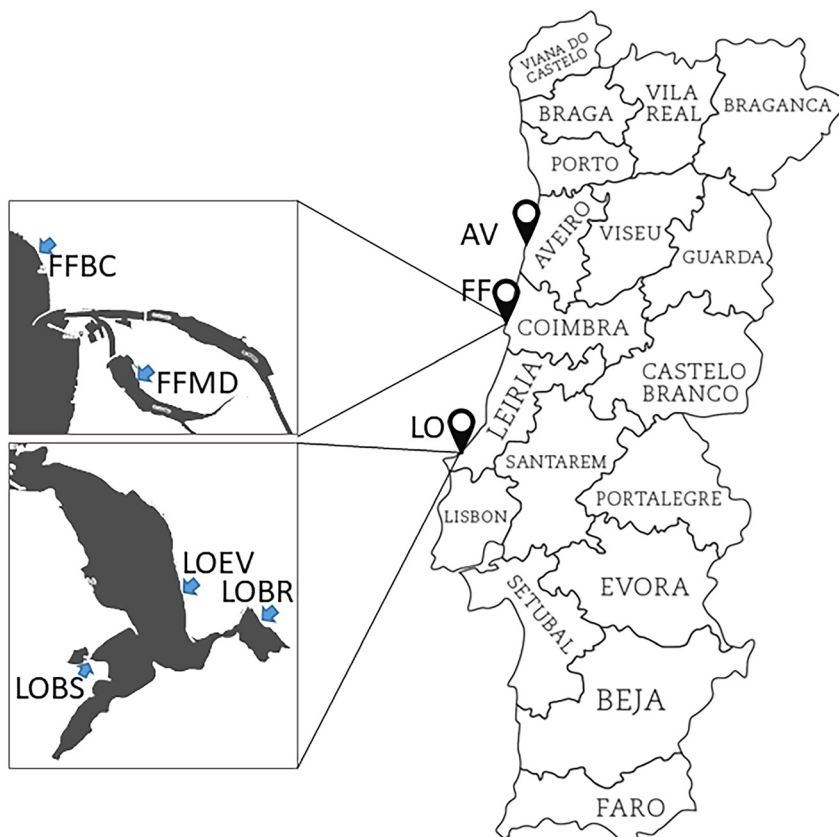 VIANA DO
CASTELO
BRAGA
VILA
REAL
BRAGANCA
PORTO
AV
AVEIRO
VISEU
GUARDA
FF
COIMBRA
CASTELO
BRANCO
LEIRIA
LO
SANTAREM
PORTALEGRE
LISBON
SETUBAL
EVORA
BEJA
FARO
FFBC
FFMD
LOEV
LOBR
LOBS